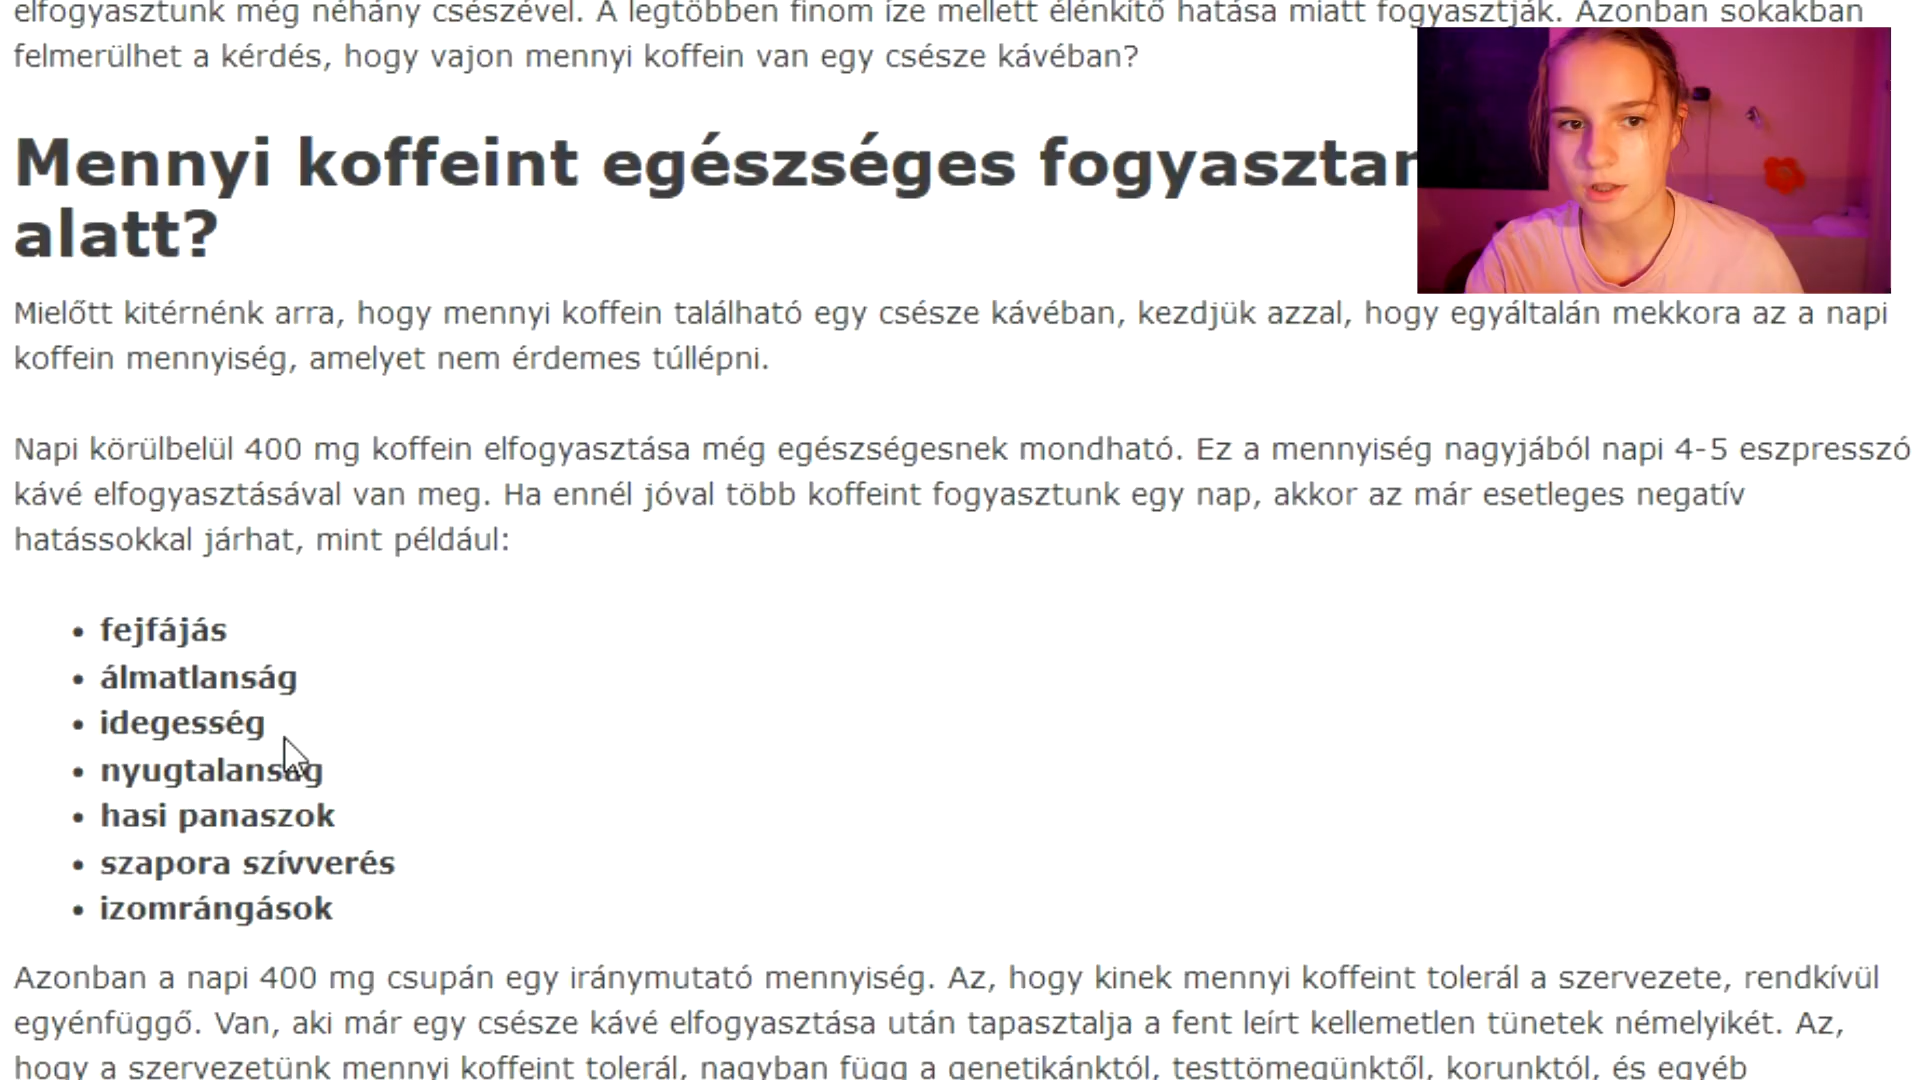 elfogyasztunk még néhány csészével. A legtöbben finom íze mellett élénkítő hatása miatt fogyasztják. Azonban sokakban
felmerülhet a kérdés, hogy vajon mennyi koffein van egy csésze kávéban?
Mennyi koffeint egészséges
alatt?
Mielőtt kitérnénk arra, hogy mennyi koffein található egy csésze kávéban, kezdjük azzal, hogy egyáltalán mekkora az a napi
koffein mennyiség, amelyet nem érdemes túllépni.
Napi körülbelül 400 mg koffein elfogyasztása még egészségesnek mondható. Ez a mennyiség nagyjából napi 4-5 eszpresszó
kávé elfogyasztásával van meg. Ha ennél jóval több koffeint fogyasztunk egy nap, akkor az már esetleges negatív
hatássokkal járhat, mint például:
• fejfájás
• álmatlanság
• idegesség
• nyugtalanság
• hasi panaszok
• szapora szívverés
• izomrángások
Azonban a napi 400 mg csupán egy iránymutató mennyiség. Az, hogy kinek mennyi koffeint tolerál a szervezete, rendkívül
egyénfüggő. Van, aki már egy csésze kávé elfogyasztása után tapasztalja a fent leírt kellemetlen tünetek némelyikét. Az,
hogy a szervezetünk mennyi koffeint tolerál, nagyban függ a genetikánktól, testtömegünktől, korunktól, és egyéb